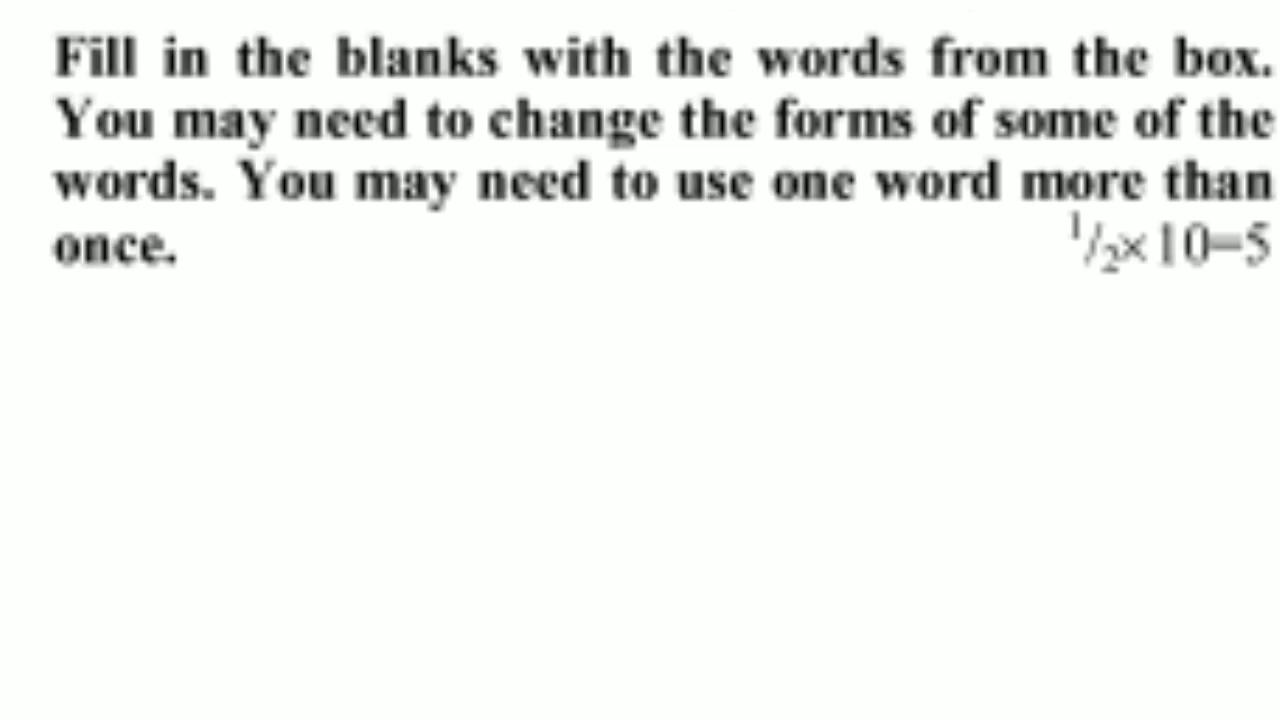 Fill in the blanks with the words from the box.
You may need to change the forms of some of the
words. You may need to use one word more than
once. 1/2×10=5